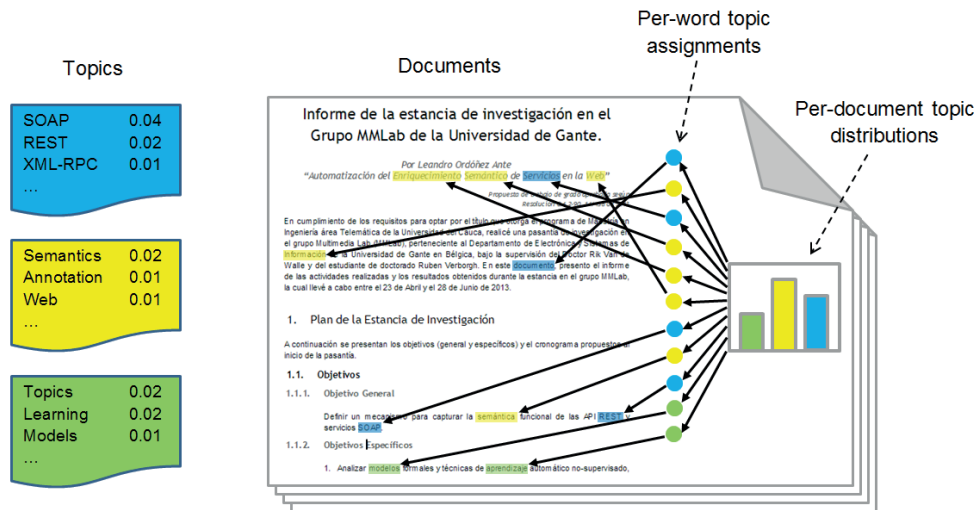 Topics
SOAP 0.04
REST 0.02
XML-RPC 0.01
...
Semantics 0.02
Annotation 0.01
Web 0.01
...
Topics 0.02
Learning 0.02
Models 0.01
...
Documents
Informe de la estancia de investigación en el
Grupo MMLab de la Universidad de Gante.
Por Leandro Ordóñez Ante
"Automatización del Enriquecimiento Semántico de Servicios en la Web"
Propuesta de trabajo de grado según
Resolución
En cumplimiento de los requisitos para optar por el título que otorga el programa de Maestría en
Ingeniería área Telemática de la Universidad del Cauca, realicé una pasantía de investigación en
el grupo Multimedia Lab (MMLab), perteneciente al Departamento de Electrónica y Sistemas de
Información de la Universidad de Gante en Bélgica, bajo la supervisión del Doctor Rik Van de
Walle y del estudiante de doctorado Ruben Verborgh. En este documento, presento el informe
de las actividades realizadas y los resultados obtenidos durante la estancia en el grupo MMLab,
la cual llevé a cabo entre el 23 de Abril y el 28 de Junio de 2013.
1. Plan de la Estancia de Investigación
A continuación se presentan los objetivos (general y específicos) y el cronograma propuestos al
inicio de la pasantía.
1.1. Objetivos
1.1.1. Objetivo General
Definir un mecanismo para capturar la semántica funcional de las API REST y
servicios SOAP.
1.1.2. Objetivos Específicos
1. Analizar modelos formales y técnicas de aprendizaje automático no-supervisado,
Per-word topic
assignments
Per-document topic
distributions